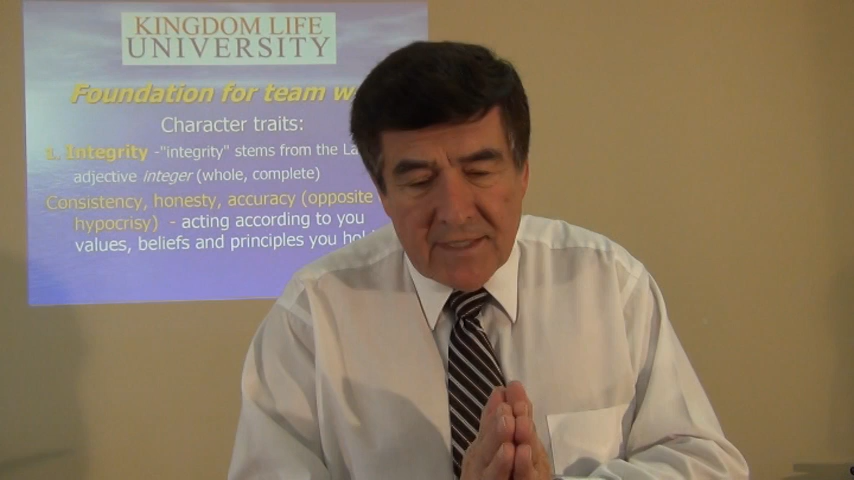 KINGDOM LIFE
UNIVERSITY
Foundation for team
Character traits:
1. Integrity -"integrity" stems from the
adjective integer (whole, complete)
Consistency, honesty, accuracy (opposite
hypocrisy) - acting according to you
values, beliefs and principles you